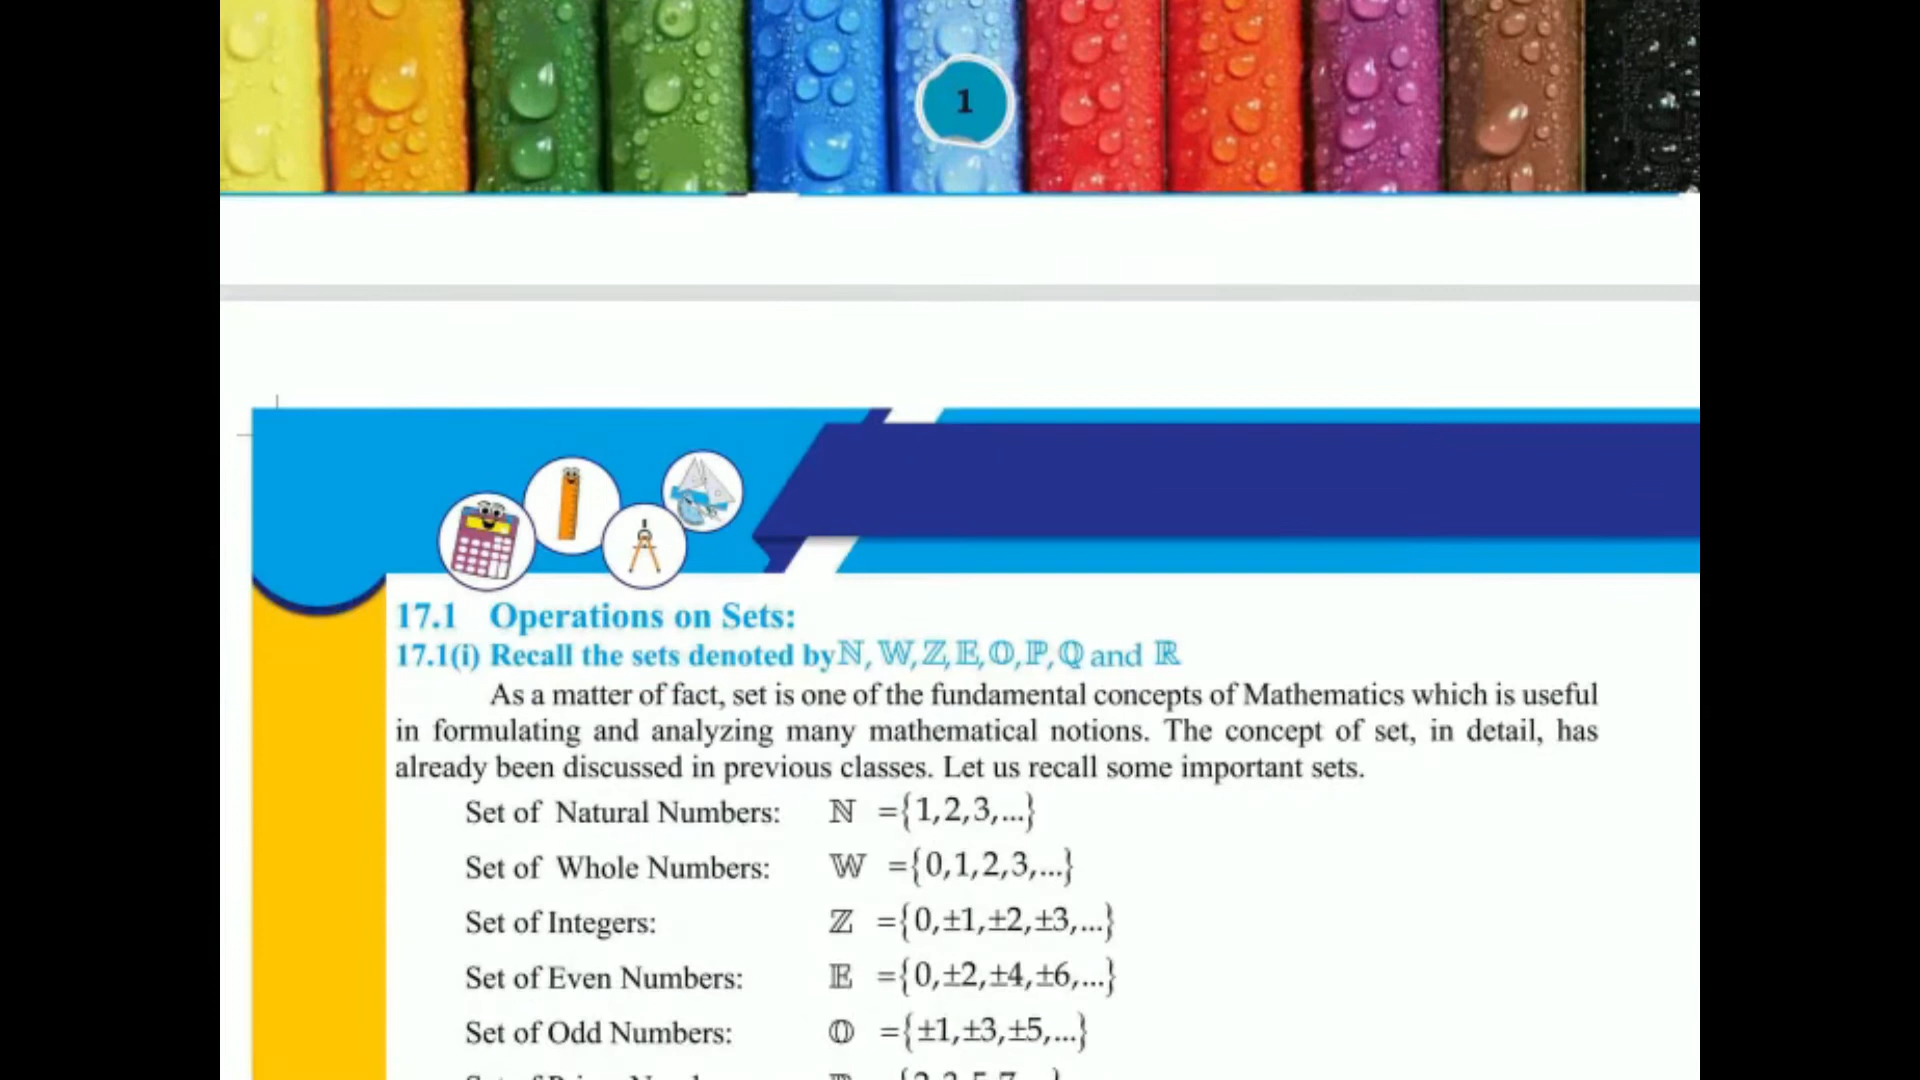 1
17.1 Operations on Sets:
17.1(i) Recall the sets denoted by ℕ, 𝕎, ℤ, 𝔼, 𝕆, ℙ, ℚ and ℝ
As a matter of fact, set is one of the fundamental concepts of Mathematics which is useful
in formulating and analyzing many mathematical notions. The concept of set, in detail, has
already been discussed in previous classes. Let us recall some important sets.
Set of Natural Numbers: ℕ ={1,2,3,...}
Set of Whole Numbers: 𝕎 ={0,1,2,3,...}
Set of Integers: ℤ ={0,±1,±2,±3,...}
Set of Even Numbers: 𝔼 ={0,±2,±4,±6,...}
Set of Odd Numbers: 𝕆 ={±1,±3,±5,...}